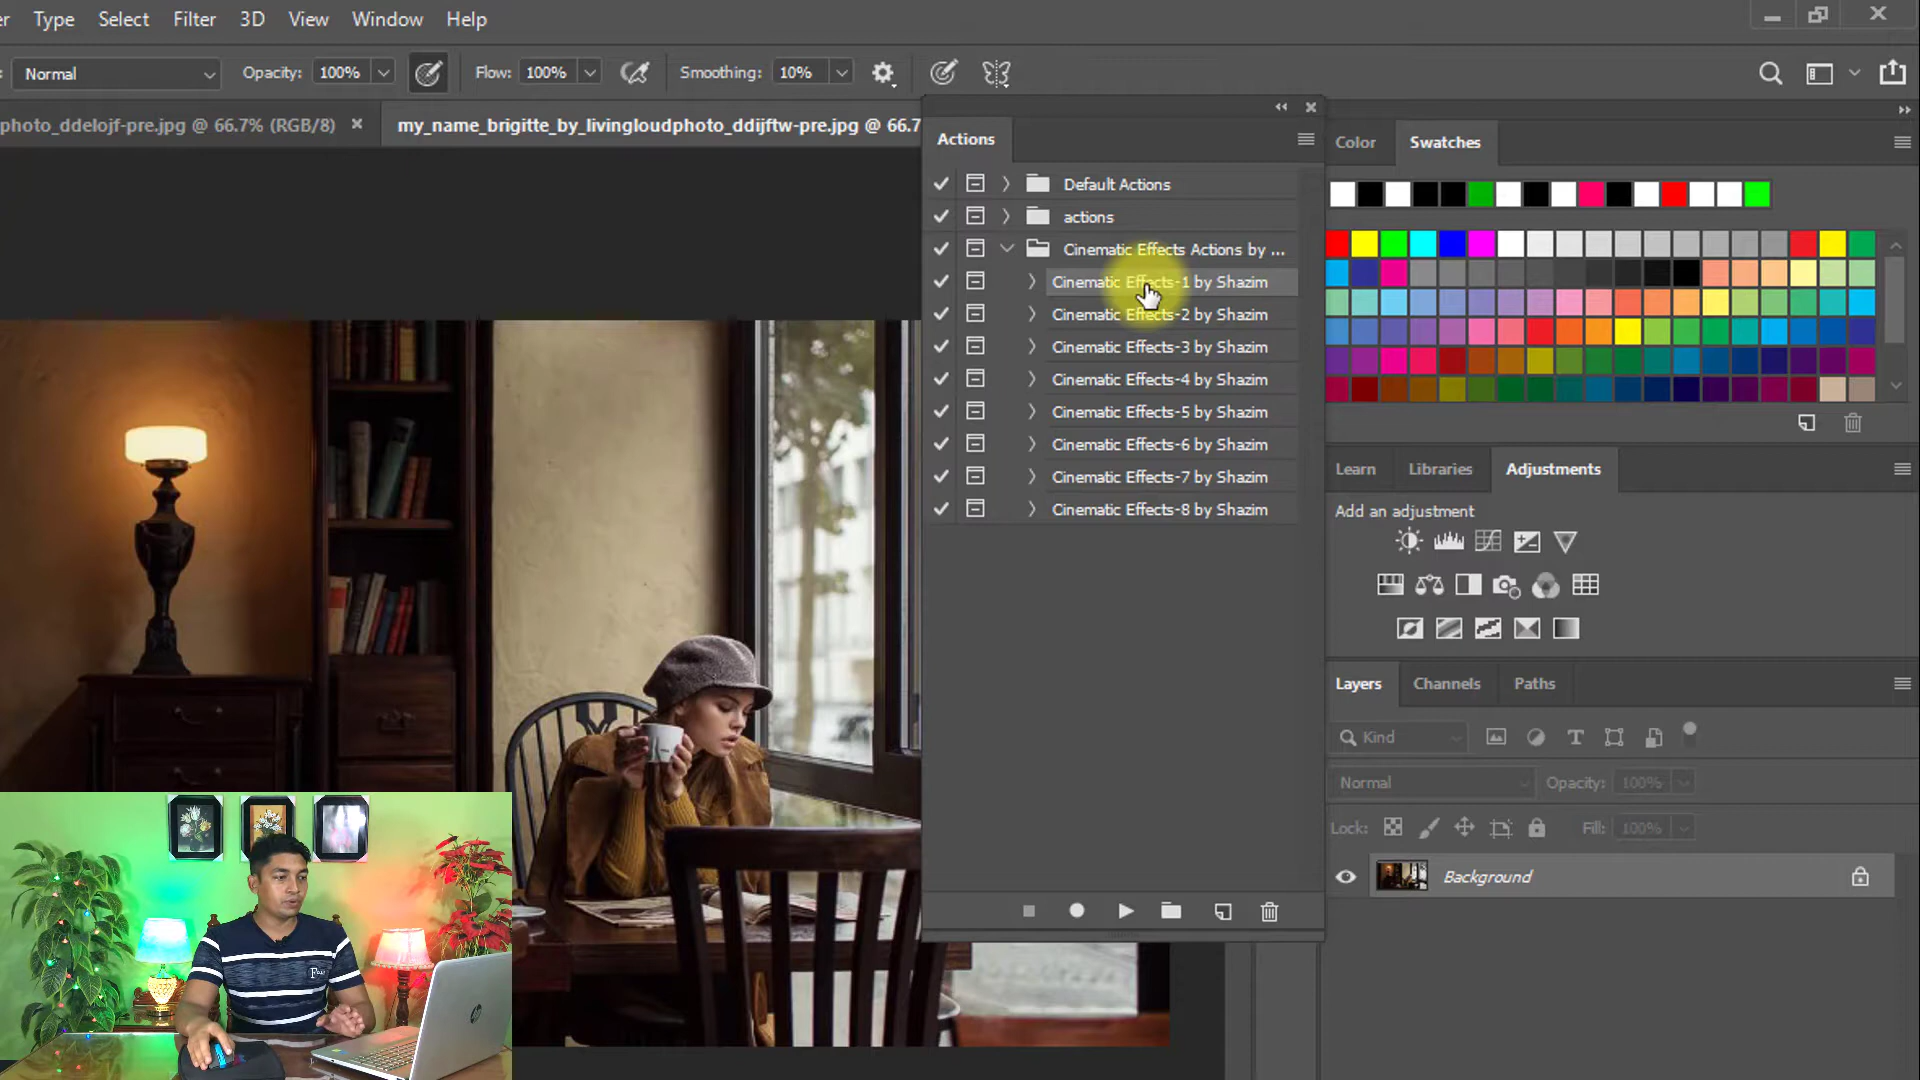 Type Select Filter 3D View Window Help
Normal Opacity: 100% Flow: 100% Smoothing: 10%
photo_ddelojf-pre.jpg @ 66.7% (RGB/8) my_name_brigitte_by_livingloudphoto_ddijftw-pre.jpg @ 66.7
Actions
Default Actions
actions
Cinematic Effects Actions by ...
Cinematic Effects-1 by Shazim
Cinematic Effects-2 by Shazim
Cinematic Effects-3 by Shazim
Cinematic Effects-4 by Shazim
Cinematic Effects-5 by Shazim
Cinematic Effects-6 by Shazim
Cinematic Effects-7 by Shazim
Cinematic Effects-8 by Shazim
Color Swatches
Learn Libraries Adjustments
Add an adjustment
Layers Channels Paths
Kind
Normal Opacity: 100%
Lock: Fill: 100%
Background
hp